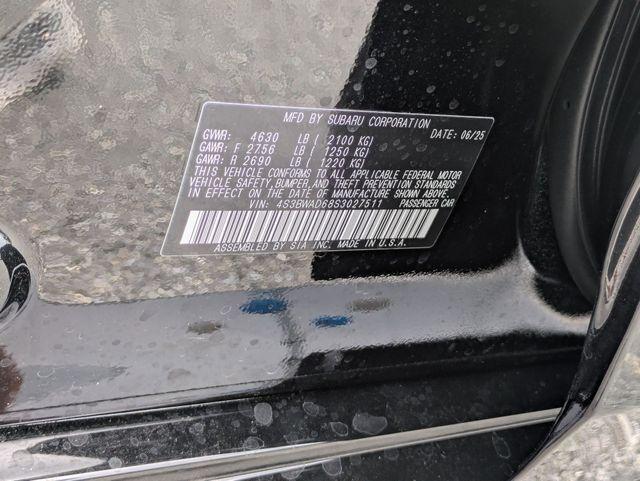 MFD BY SUBARU CORPORATION DATE: 06/25
GVWR: 4630 LB ( 2100 KG)
GAWR: F 2756 LB ( 1250 KG)
GAWR: R 2690 LB ( 1220 KG)
THIS VEHICLE CONFORMS TO ALL APPLICABLE FEDERAL MOTOR
VEHICLE SAFETY, BUMPER, AND THEFT PREVENTION STANDARDS
IN EFFECT ON THE DATE OF MANUFACTURE SHOWN ABOVE.
VIN: 4S3BWAD68S3027511 PASSENGER CAR
ASSEMBLED BY SIA INC. MADE IN U.S.A.